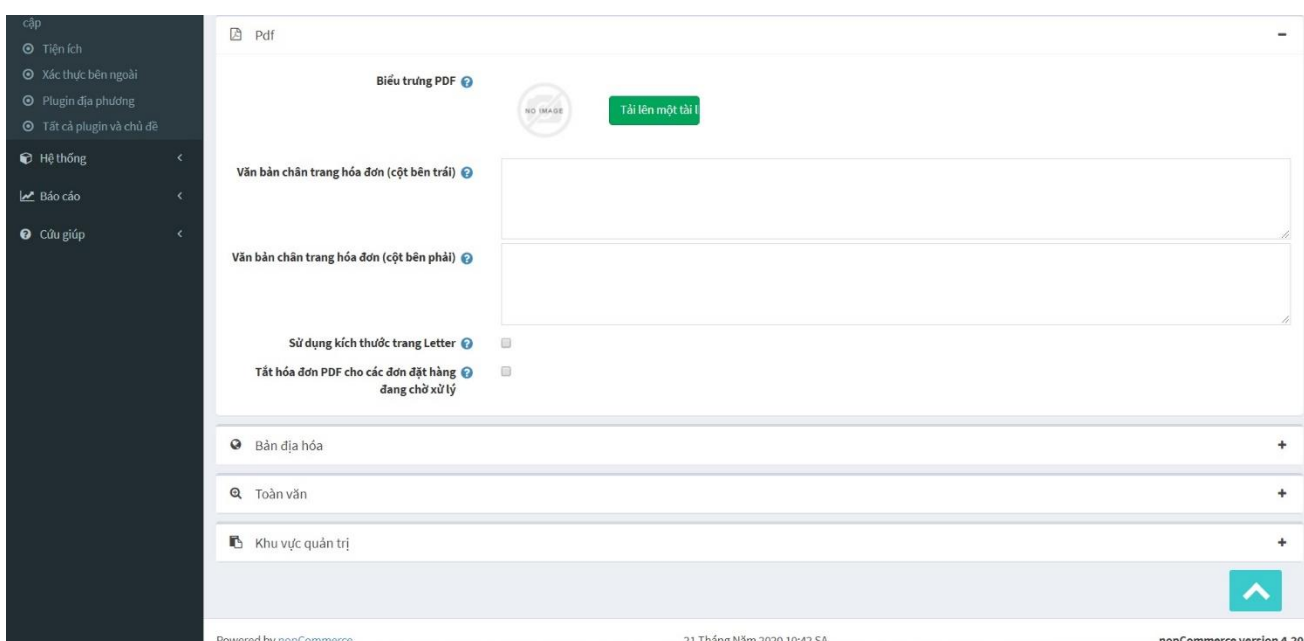 cập
Tiện ích
Xác thực bên ngoài
Plugin địa phương
Tất cả plugin và chủ đề
Hệ thống
Báo cáo
Cứu giúp
Pdf
Biểu trưng PDF
NO IMAGE
Tải lên một tài l
Văn bản chân trang hóa đơn (cột bên trái)
Văn bản chân trang hóa đơn (cột bên phải)
Sử dụng kích thước trang Letter
Tắt hóa đơn PDF cho các đơn đặt hàng
đang chờ xử lý
Bản địa hóa
Toàn văn
Khu vực quản trị
Powered by nopCommerce
21 Tháng Năm 2020 10:42 SA
nopCommerce version 4.20